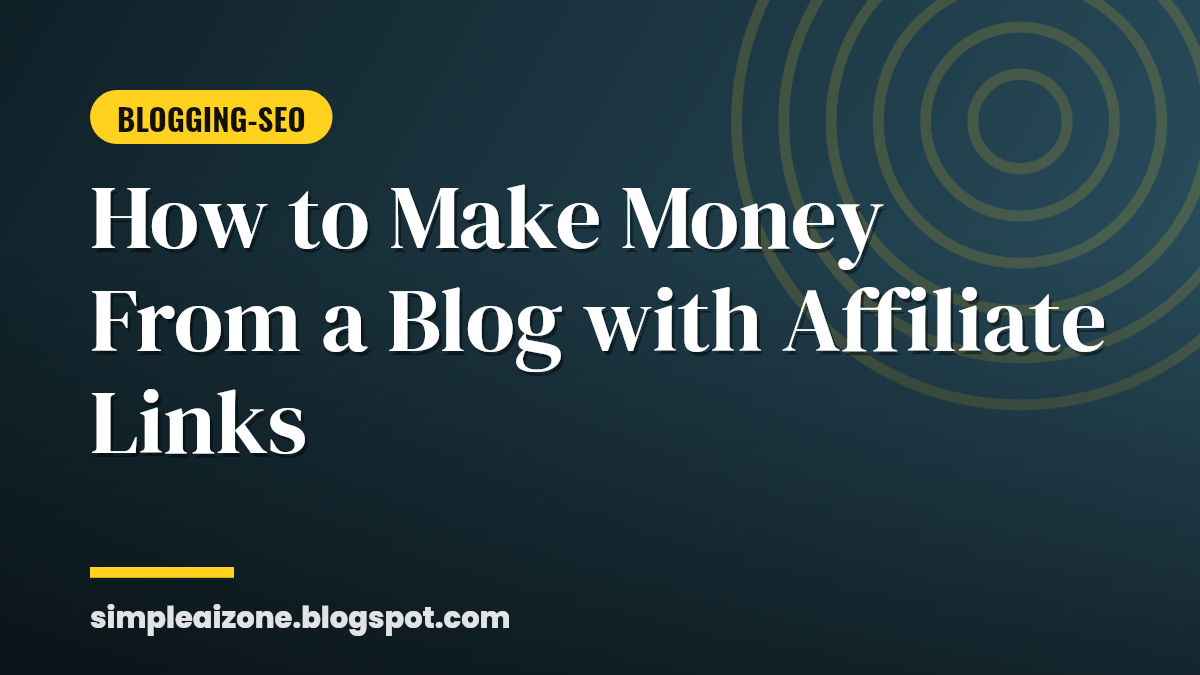 BLOGGING-SEO
How to Make Money
From a Blog with Affiliate
Links
simpleaizone.blogspot.com